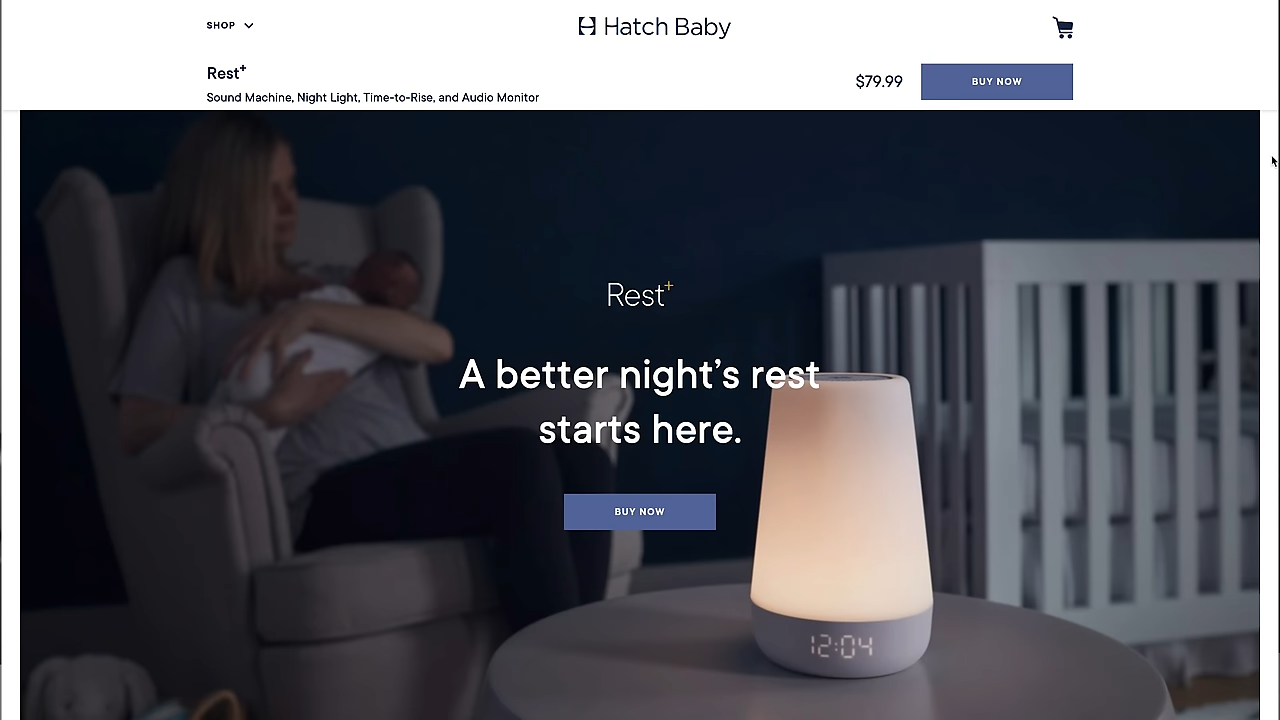 SHOP
Hatch Baby
Rest+
Sound Machine, Night Light, Time-to-Rise, and Audio Monitor
$79.99
BUY NOW
Rest+
A better night’s rest
starts here.
BUY NOW
12:04